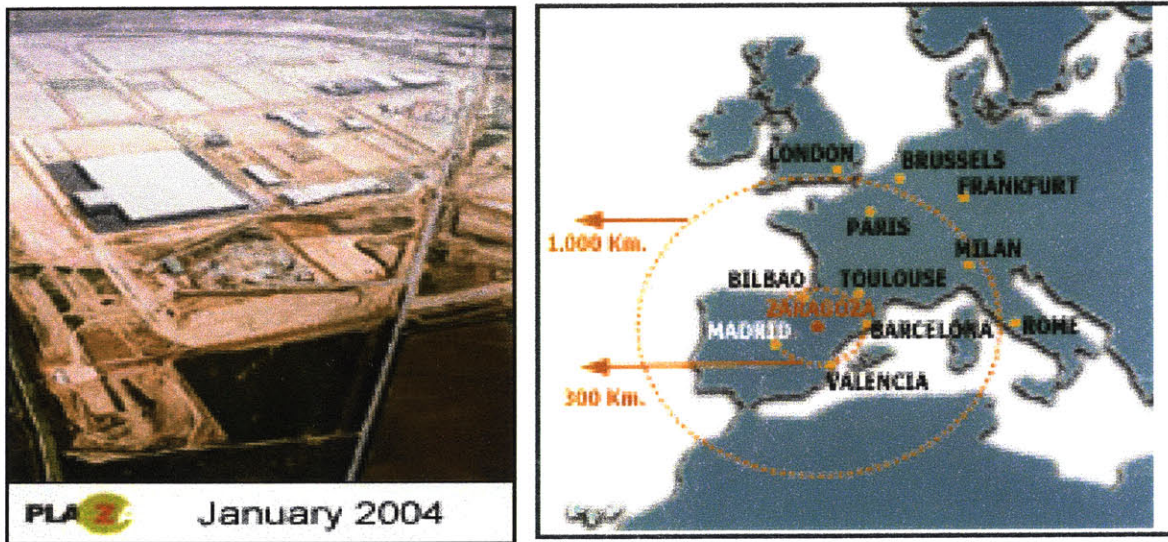 PLAZA
January 2004
LONDON
BRUSSELS
FRANKFURT
PARIS
1.000 Km.
MILAN
BILBAO
TOULOUSE
ZARAGOZA
MADRID
BARCELONA
ROME
300 Km.
VALENCIA